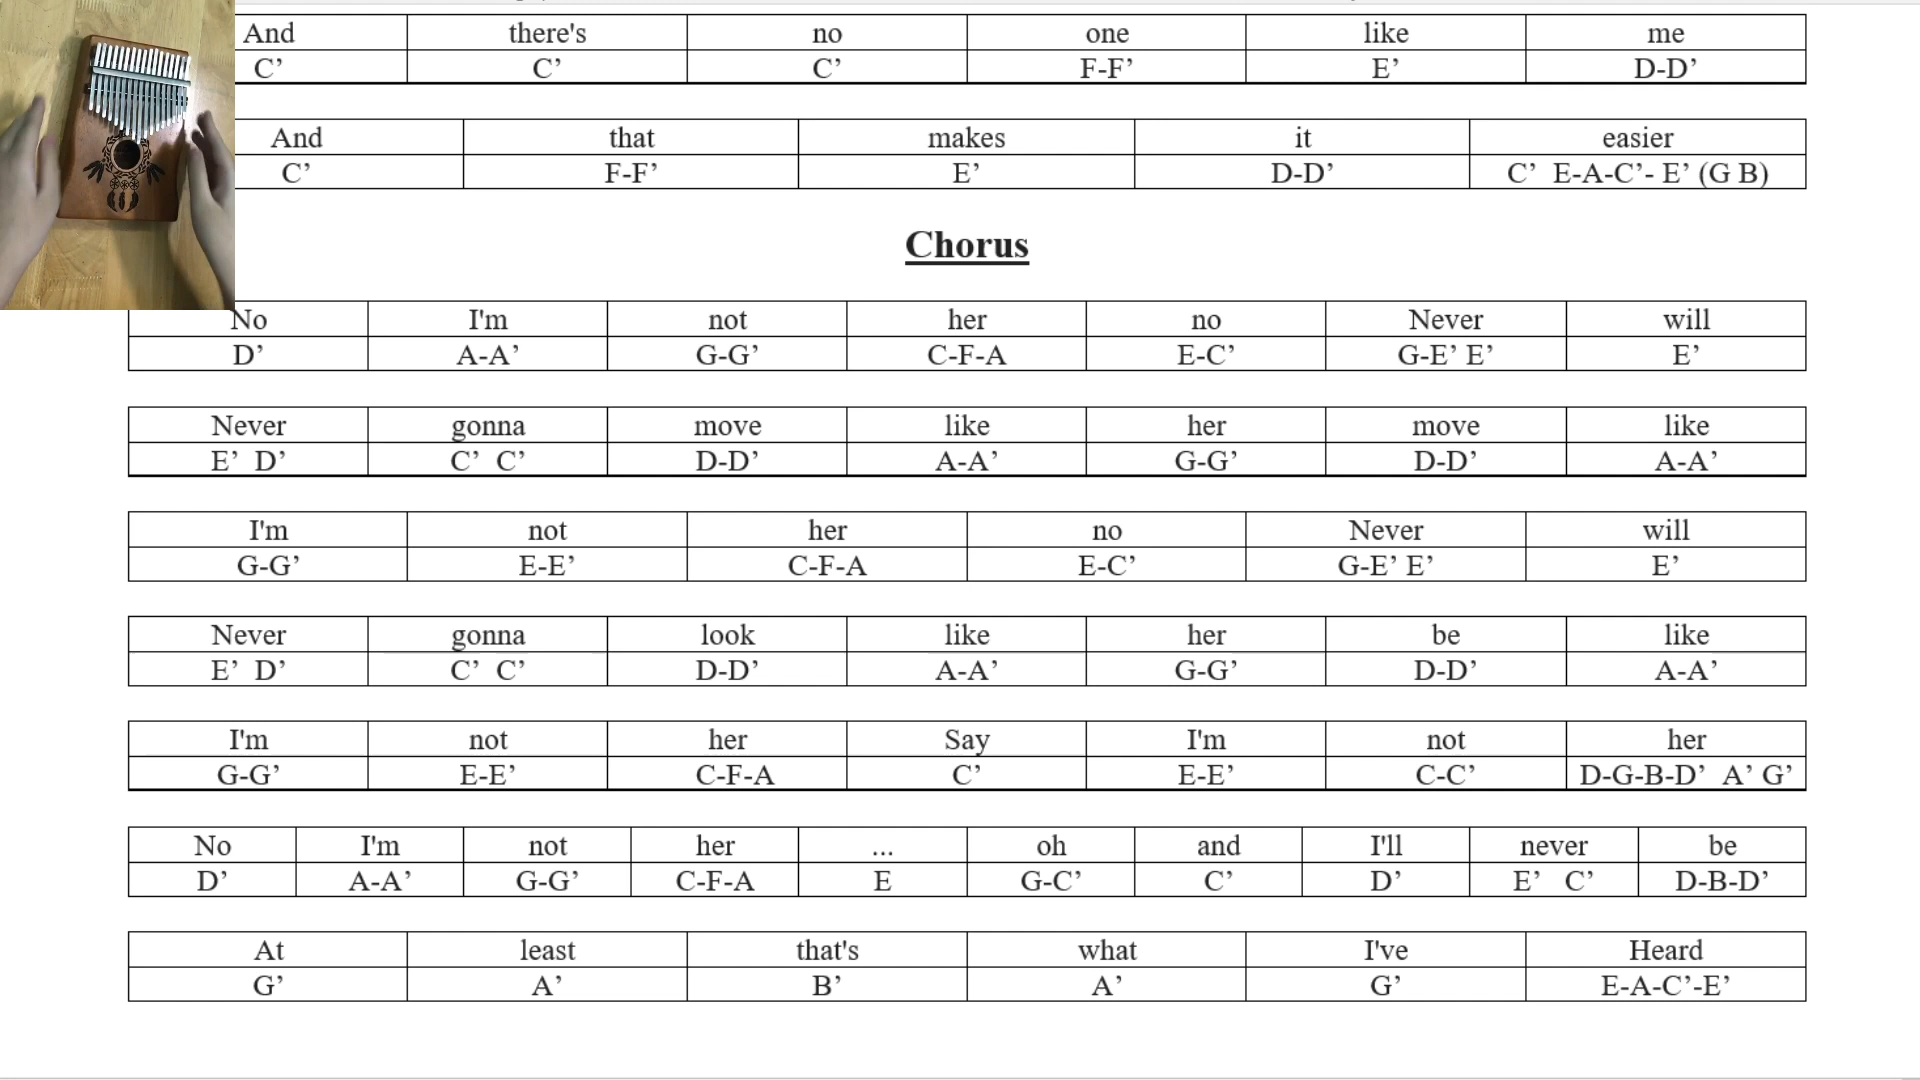 And there's no one like me
C’ C’ C’ F-F’ E’ D-D’
And that makes it easier
C’ F-F’ E’ D-D’ C’ E-A-C’- E’ (G B)
Chorus
No I'm not her no Never will
D’ A-A’ G-G’ C-F-A E-C’ G-E’ E’ E’
Never gonna move like her move like
E’ D’ C’ C’ D-D’ A-A’ G-G’ D-D’ A-A’
I'm not her no Never will
G-G’ E-E’ C-F-A E-C’ G-E’ E’ E’
Never gonna look like her be like
E’ D’ C’ C’ D-D’ A-A’ G-G’ D-D’ A-A’
I'm not her Say I'm not her
G-G’ E-E’ C-F-A C’ E-E’ C-C’ D-G-B-D’ A’ G’
No I'm not her ... oh and I'll never be
D’ A-A’ G-G’ C-F-A E G-C’ C’ D’ E’ C’ D-B-D’
At least that's what I've Heard
G’ A’ B’ A’ G’ E-A-C’-E’